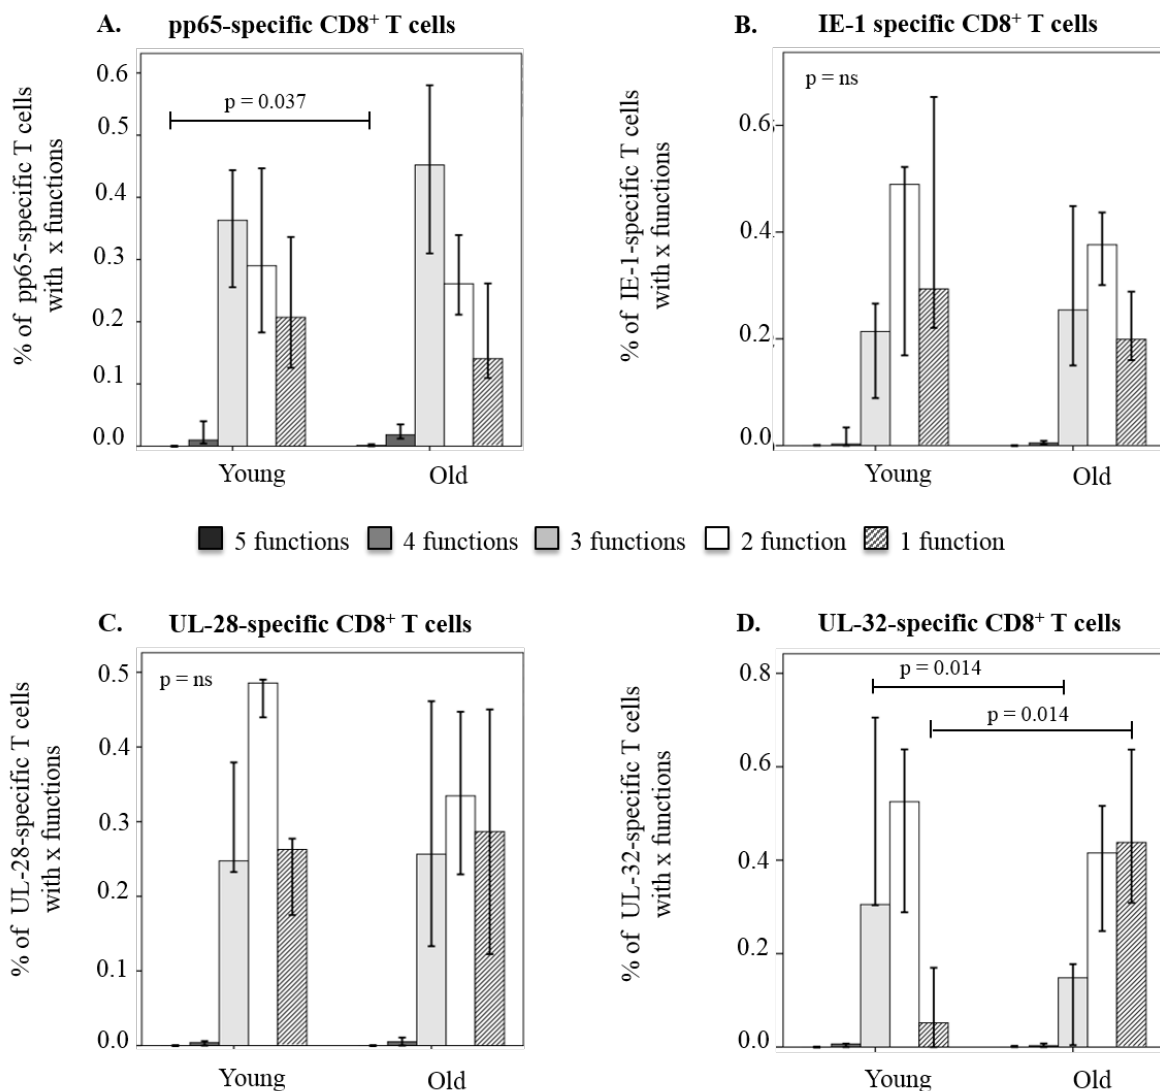 A. pp65-specific CD8⁺ T cells
% of pp65-specific T cells
with x functions
0.6
0.5
0.4
0.3
0.2
0.1
0.0
p = 0.037
Young
Old
B. IE-1 specific CD8⁺ T cells
% of IE-1-specific T cells
with x functions
0.6
0.4
0.2
0.0
p = ns
Young
Old
5 functions 4 functions 3 functions 2 function 1 function
C. UL-28-specific CD8⁺ T cells
% of UL-28-specific T cells
with x functions
0.5
0.4
0.3
0.2
0.1
0.0
p = ns
Young
Old
D. UL-32-specific CD8⁺ T cells
% of UL-32-specific T cells
with x functions
0.8
0.6
0.4
0.2
0.0
p = 0.014
p = 0.014
Young
Old